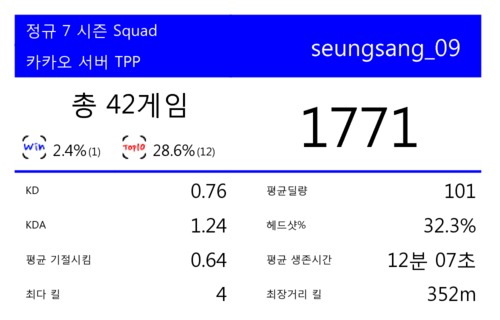 정규 7 시즌 Squad
카카오 서버 TPP
seungsang_09
총 42게임
Win 2.4%(1) Top10 28.6%(12)
1771
KD 0.76
평균딜량 101
KDA 1.24
헤드샷% 32.3%
평균 기절시킴 0.64
평균 생존시간 12분 07초
최다 킬 4
최장거리 킬 352m